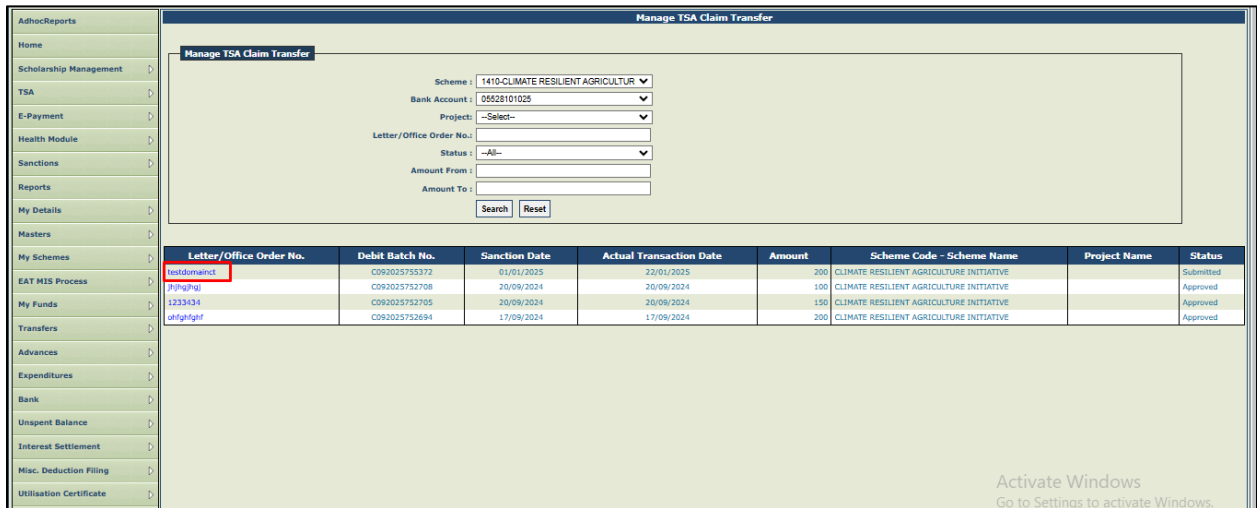 Manage TSA Claim Transfer
AdhocReports
Home
Scholarship Management
TSA
E-Payment
Health Module
Sanctions
Reports
My Details
Masters
My Schemes
EAT MIS Process
My Funds
Transfers
Advances
Expenditures
Bank
Unspent Balance
Interest Settlement
Misc. Deduction Filing
Utilisation Certificate
Manage TSA Claim Transfer
Scheme : 1410-CLIMATE RESILIENT AGRICULTUR
Bank Account : 05528101025
Project: --Select--
Letter/Office Order No.:
Status : --All--
Amount From :
Amount To :
Search Reset
Letter/Office Order No. Debit Batch No. Sanction Date Actual Transaction Date Amount Scheme Code - Scheme Name Project Name Status
testdomainct C092025755372 01/01/2025 22/01/2025 200 CLIMATE RESILIENT AGRICULTURE INITIATIVE Submitted
jhjhgjhgj C092025752708 20/09/2024 20/09/2024 100 CLIMATE RESILIENT AGRICULTURE INITIATIVE Approved
1233434 C092025752705 20/09/2024 20/09/2024 150 CLIMATE RESILIENT AGRICULTURE INITIATIVE Approved
ohfghfghf C092025752694 17/09/2024 17/09/2024 200 CLIMATE RESILIENT AGRICULTURE INITIATIVE Approved
Activate Windows
Go to Settings to activate Windows.